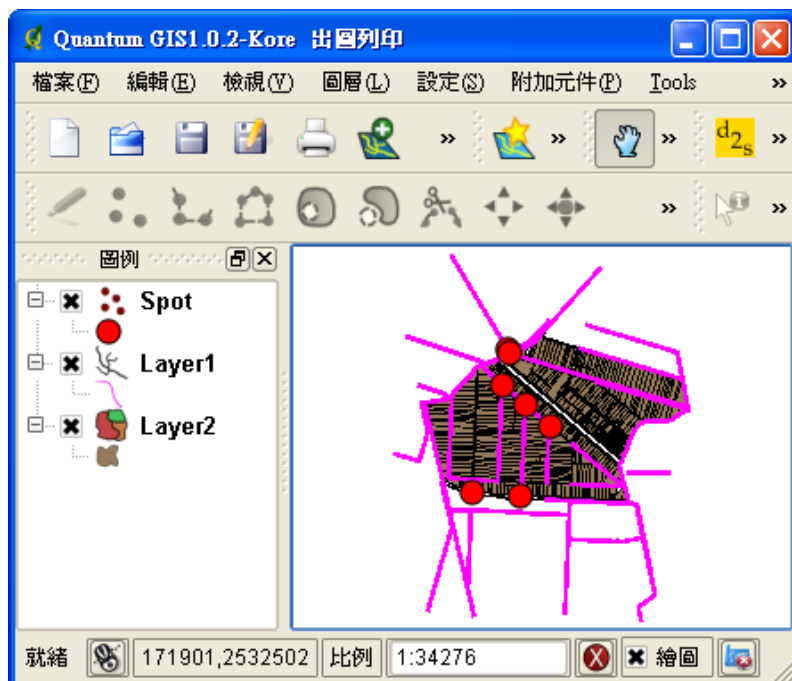 Quantum GIS1.0.2-Kore 出圖列印
檔案(F) 編輯(E) 檢視(V) 圖層(L) 設定(S) 附加元件(P) Tools »
» » » d2s »
» »
圖例
Spot
Layer1
Layer2
就緒 171901,2532502 比例 1:34276 繪圖